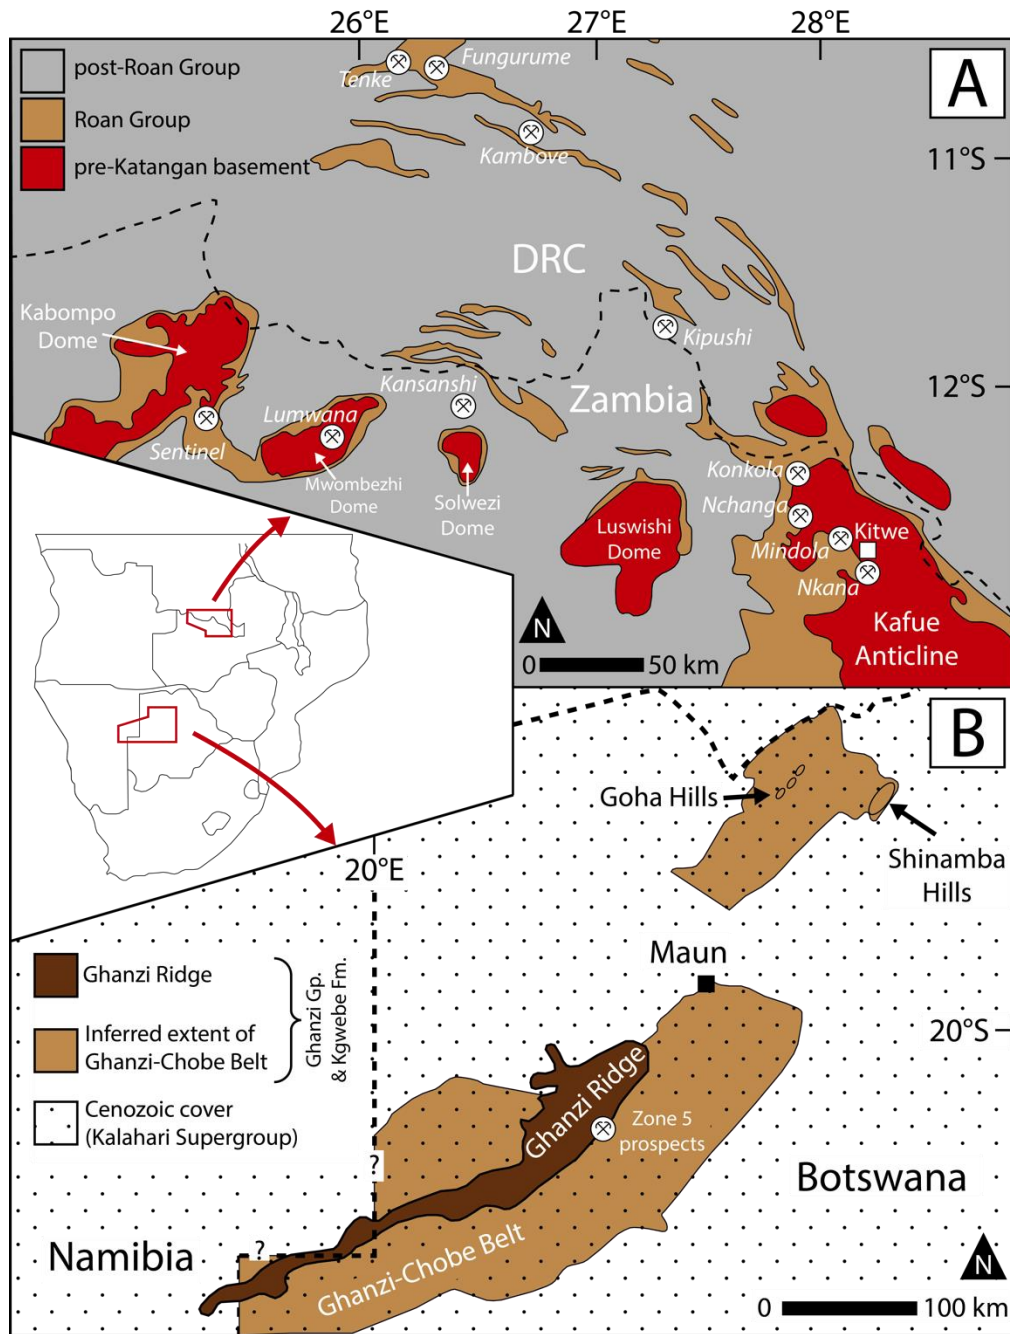 26°E
27°E
28°E
post-Roan Group
Roan Group
pre-Katangan basement
Tenke
Fungurume
Kambove
A
11°S
DRC
Kabompo
Dome
Kipushi
Kansanshi
Zambia
12°S
Lumwana
Sentinel
Mwombezhi
Dome
Solwezi
Dome
Luswishi
Dome
Konkola
Nchanga
Mindola
Kitwe
Nkana
Kafue
Anticline
N
0
50 km
B
Goha Hills
Shinamba
Hills
20°E
Maun
20°S
Ghanzi Ridge
Inferred extent of
Ghanzi-Chobe Belt
Ghanzi Gp.
& Kgwebe Fm.
Cenozoic cover
(Kalahari Supergroup)
Ghanzi Ridge
Zone 5
prospects
?
?
Botswana
Namibia
Ghanzi-Chobe Belt
N
0
100 km